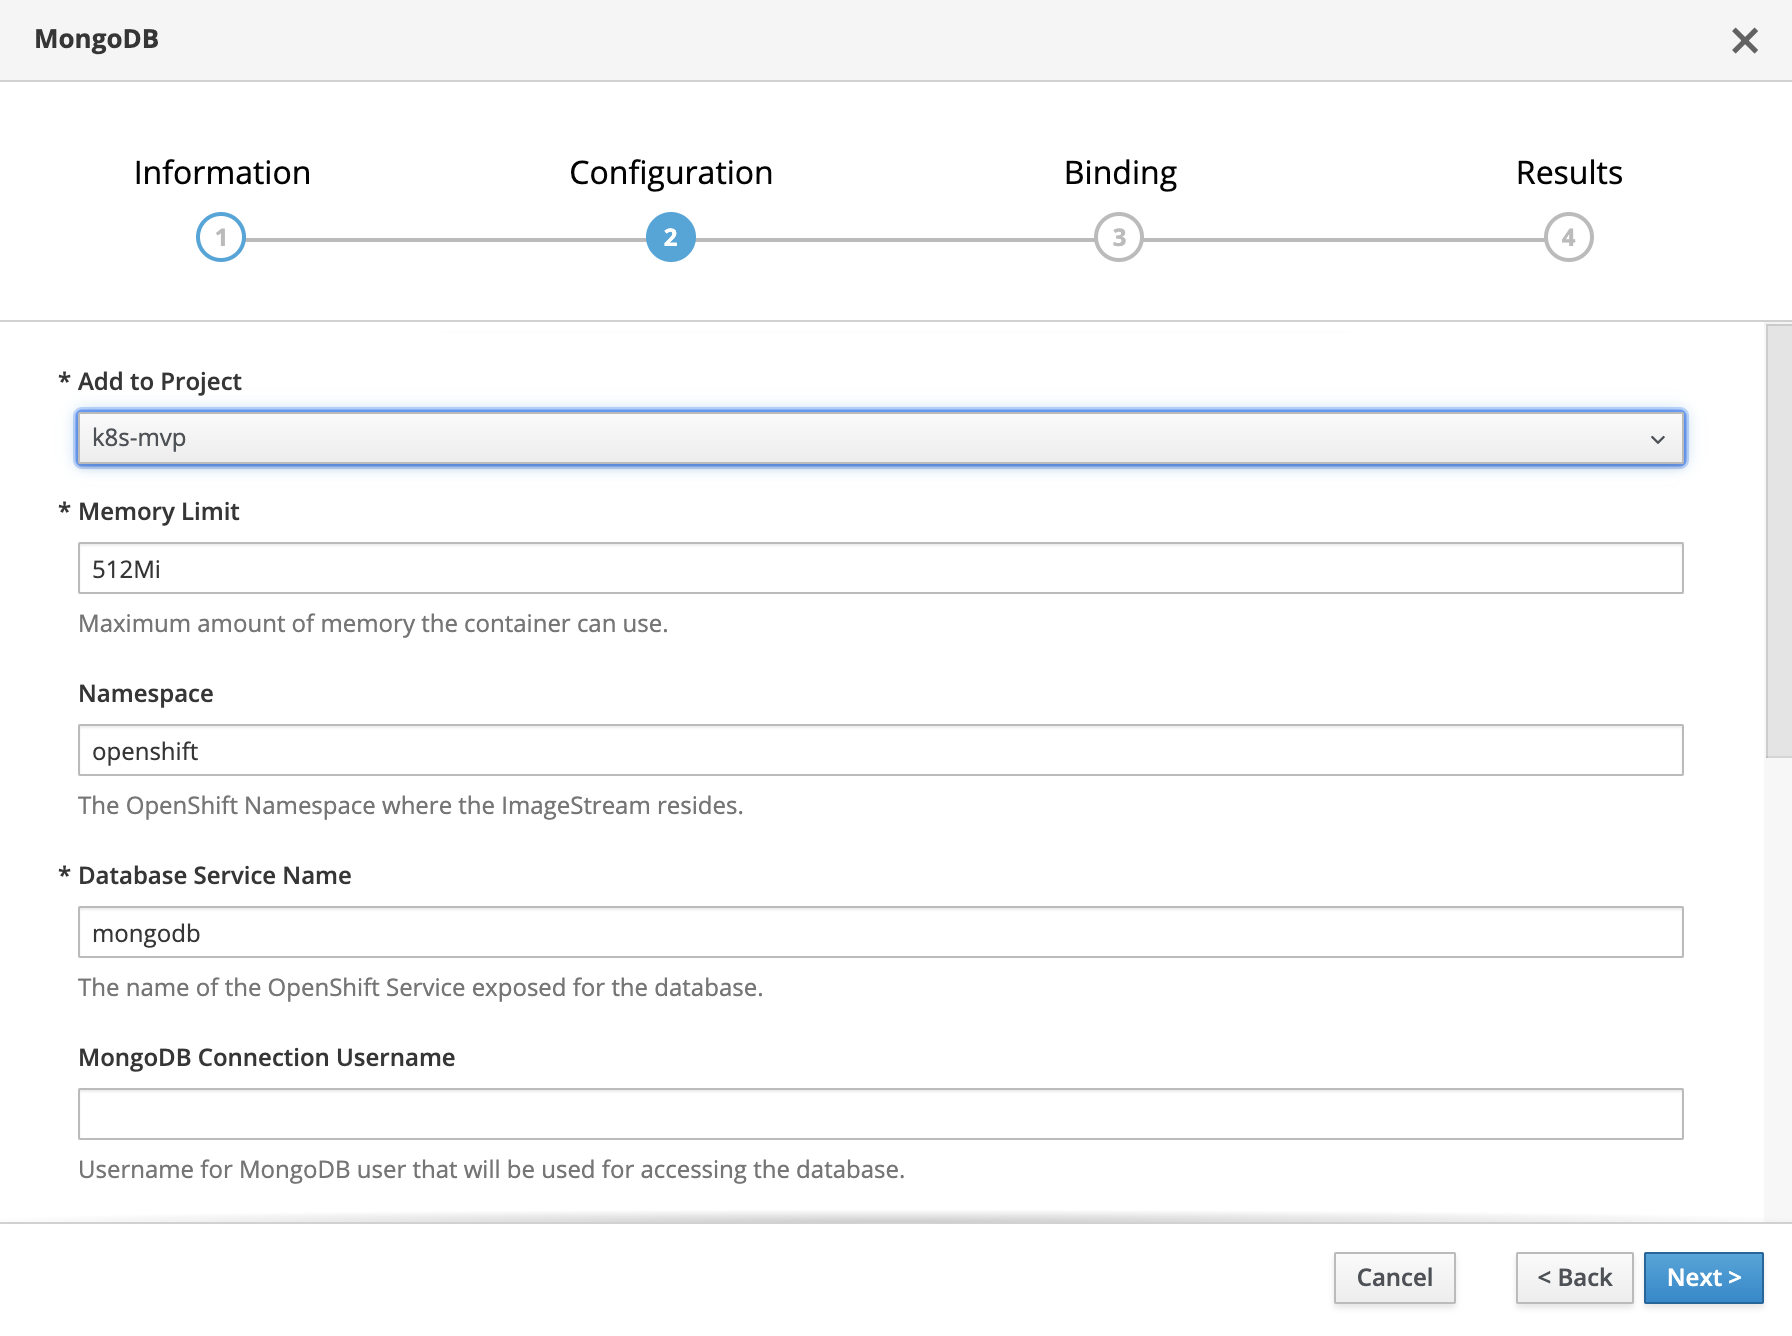 MongoDB
Information Configuration Binding Results
1 2 3 4
* Add to Project
k8s-mvp
* Memory Limit
512Mi
Maximum amount of memory the container can use.
Namespace
openshift
The OpenShift Namespace where the ImageStream resides.
* Database Service Name
mongodb
The name of the OpenShift Service exposed for the database.
MongoDB Connection Username
Username for MongoDB user that will be used for accessing the database.
Cancel < Back Next >